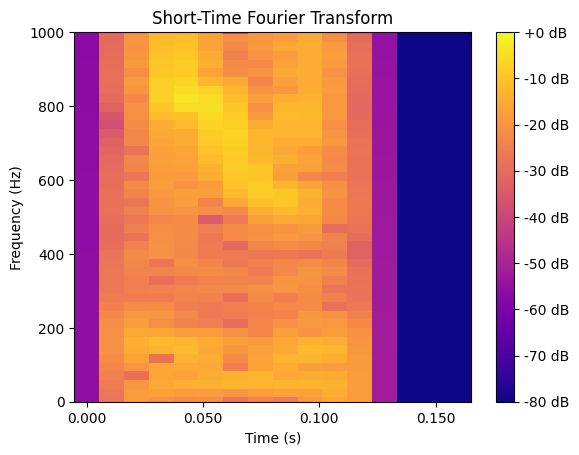 Short-Time Fourier Transform
1000
800
600
400
200
0
Frequency (Hz)
0.000
0.050
0.100
0.150
Time (s)
+0 dB
-10 dB
-20 dB
-30 dB
-40 dB
-50 dB
-60 dB
-70 dB
-80 dB